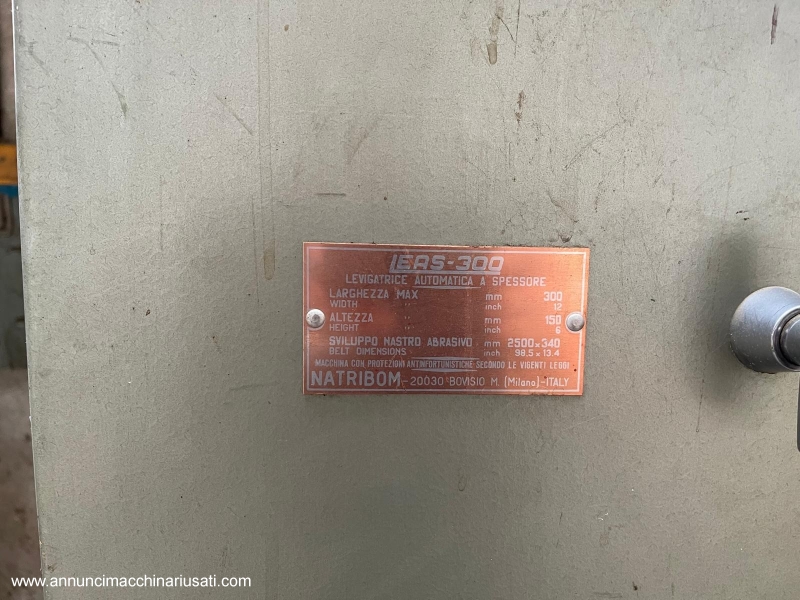 LEAS-300
LEVIGATRICE AUTOMATICA A SPESSORE
LARGHEZZA MAX mm 300
WIDTH " inch 12
ALTEZZA " mm 150
HEIGHT " inch 6
SVILUPPO NASTRO ABRASIVO mm 2500x340
BELT DIMENSIONS inch 98.5 x 13.4
MACCHINA CON PROTEZIONI ANTINFORTUNISTICHE SECONDO LE VIGENTI LEGGI
NATRIBOM - 20030 BOVISIO M. (Milano) - ITALY
www.annuncimacchinariusati.com